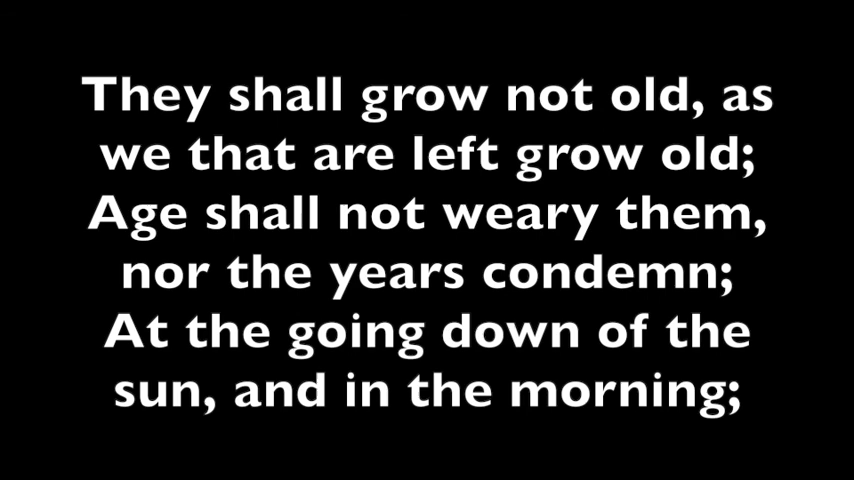 They shall grow not old, as
we that are left grow old;
Age shall not weary them,
nor the years condemn;
At the going down of the
sun, and in the morning;